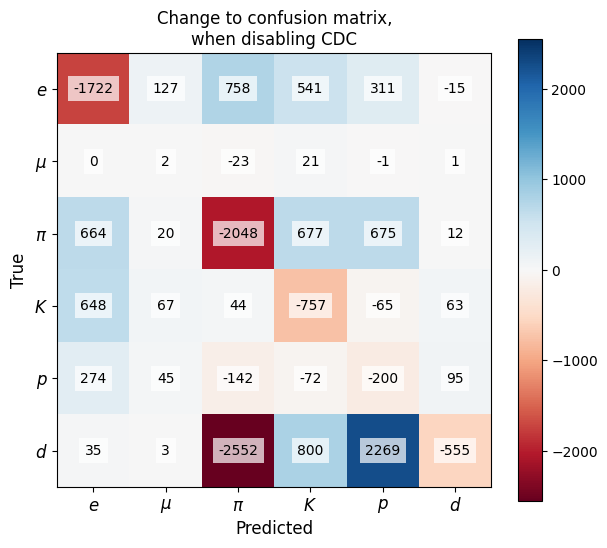 Change to confusion matrix,
when disabling CDC
e -1722 127 758 541 311 -15
μ 0 2 -23 21 -1 1
π 664 20 -2048 677 675 12
K 648 67 44 -757 -65 63
p 274 45 -142 -72 -200 95
d 35 3 -2552 800 2269 -555
e μ π K p d
True
Predicted
2000
1000
0
−1000
−2000